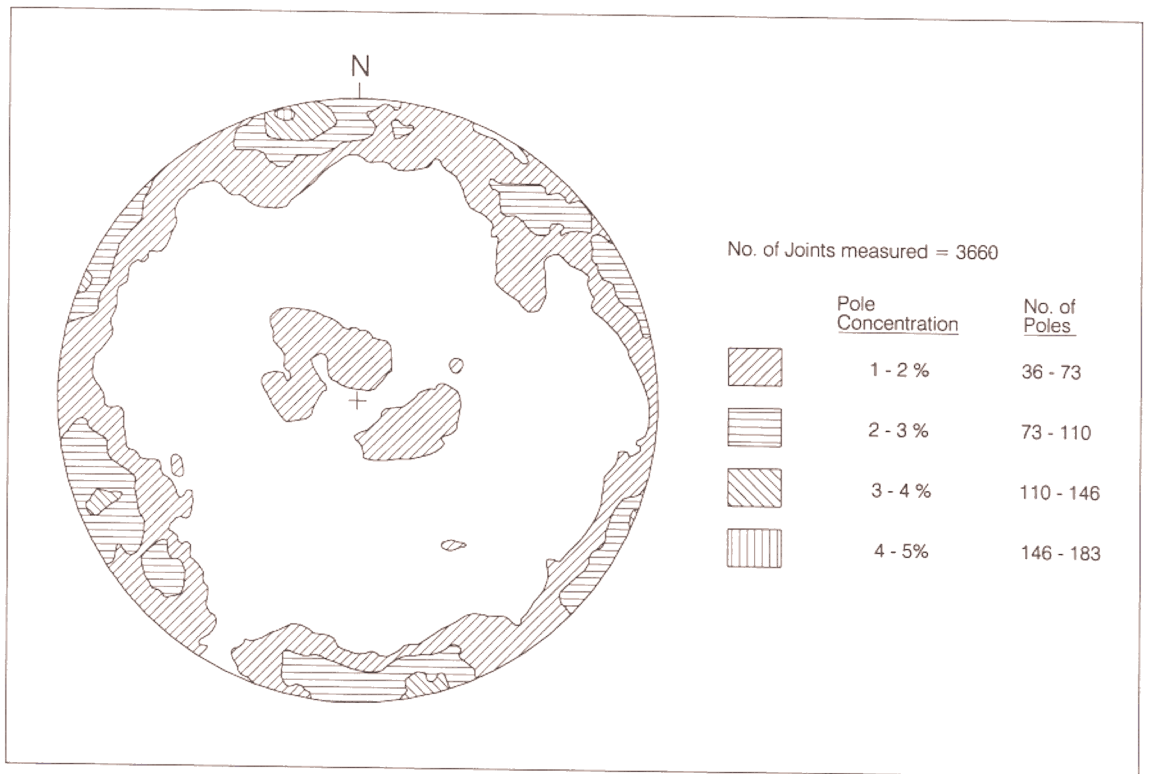 N
No. of Joints measured = 3660
Pole Concentration No. of Poles
1 - 2 % 36 - 73
2 - 3 % 73 - 110
3 - 4 % 110 - 146
4 - 5% 146 - 183